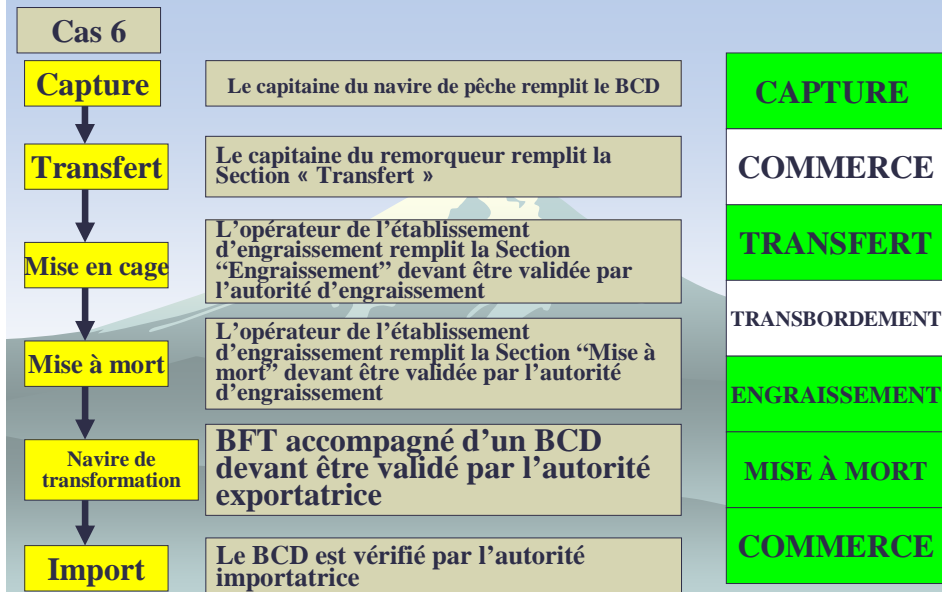 Cas 6
Capture
Le capitaine du navire de pêche remplit le BCD
Transfert
Le capitaine du remorqueur remplit la
Section « Transfert »
Mise en cage
L’opérateur de l’établissement
d’engraissement remplit la Section
“Engraissement” devant être validée par
l’autorité d’engraissement
Mise à mort
L’opérateur de l’établissement
d’engraissement remplit la Section “Mise à
mort” devant être validée par l’autorité
d’engraissement
Navire de
transformation
BFT accompagné d’un BCD
devant être validé par l’autorité
exportatrice
Import
Le BCD est vérifié par l’autorité
importatrice
CAPTURE
COMMERCE
TRANSFERT
TRANSBORDEMENT
ENGRAISSEMENT
MISE À MORT
COMMERCE